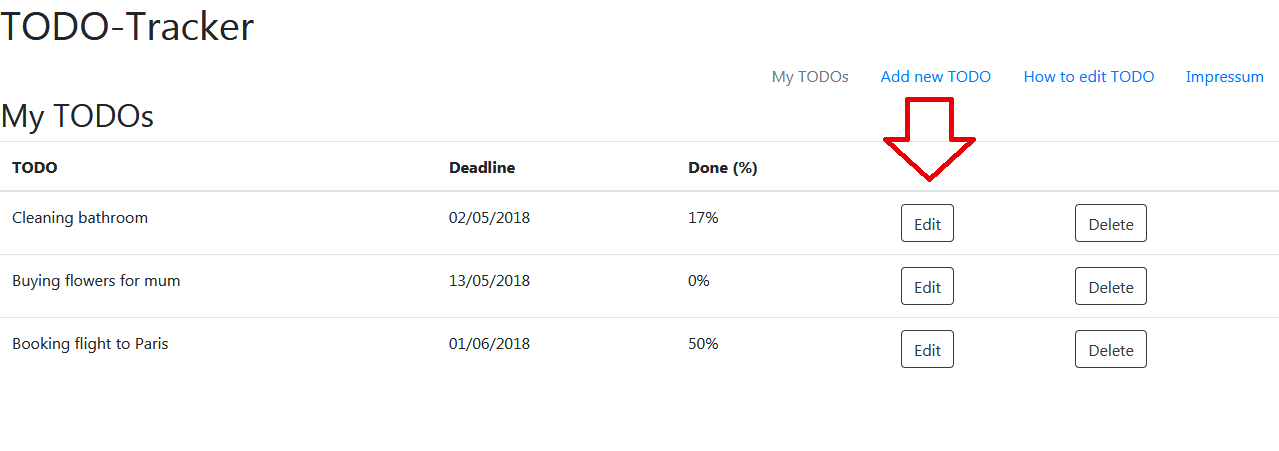 TODO-Tracker
My TODOs Add new TODO How to edit TODO Impressum
My TODOs
TODO Deadline Done (%)
Cleaning bathroom 02/05/2018 17% Edit Delete
Buying flowers for mum 13/05/2018 0% Edit Delete
Booking flight to Paris 01/06/2018 50% Edit Delete